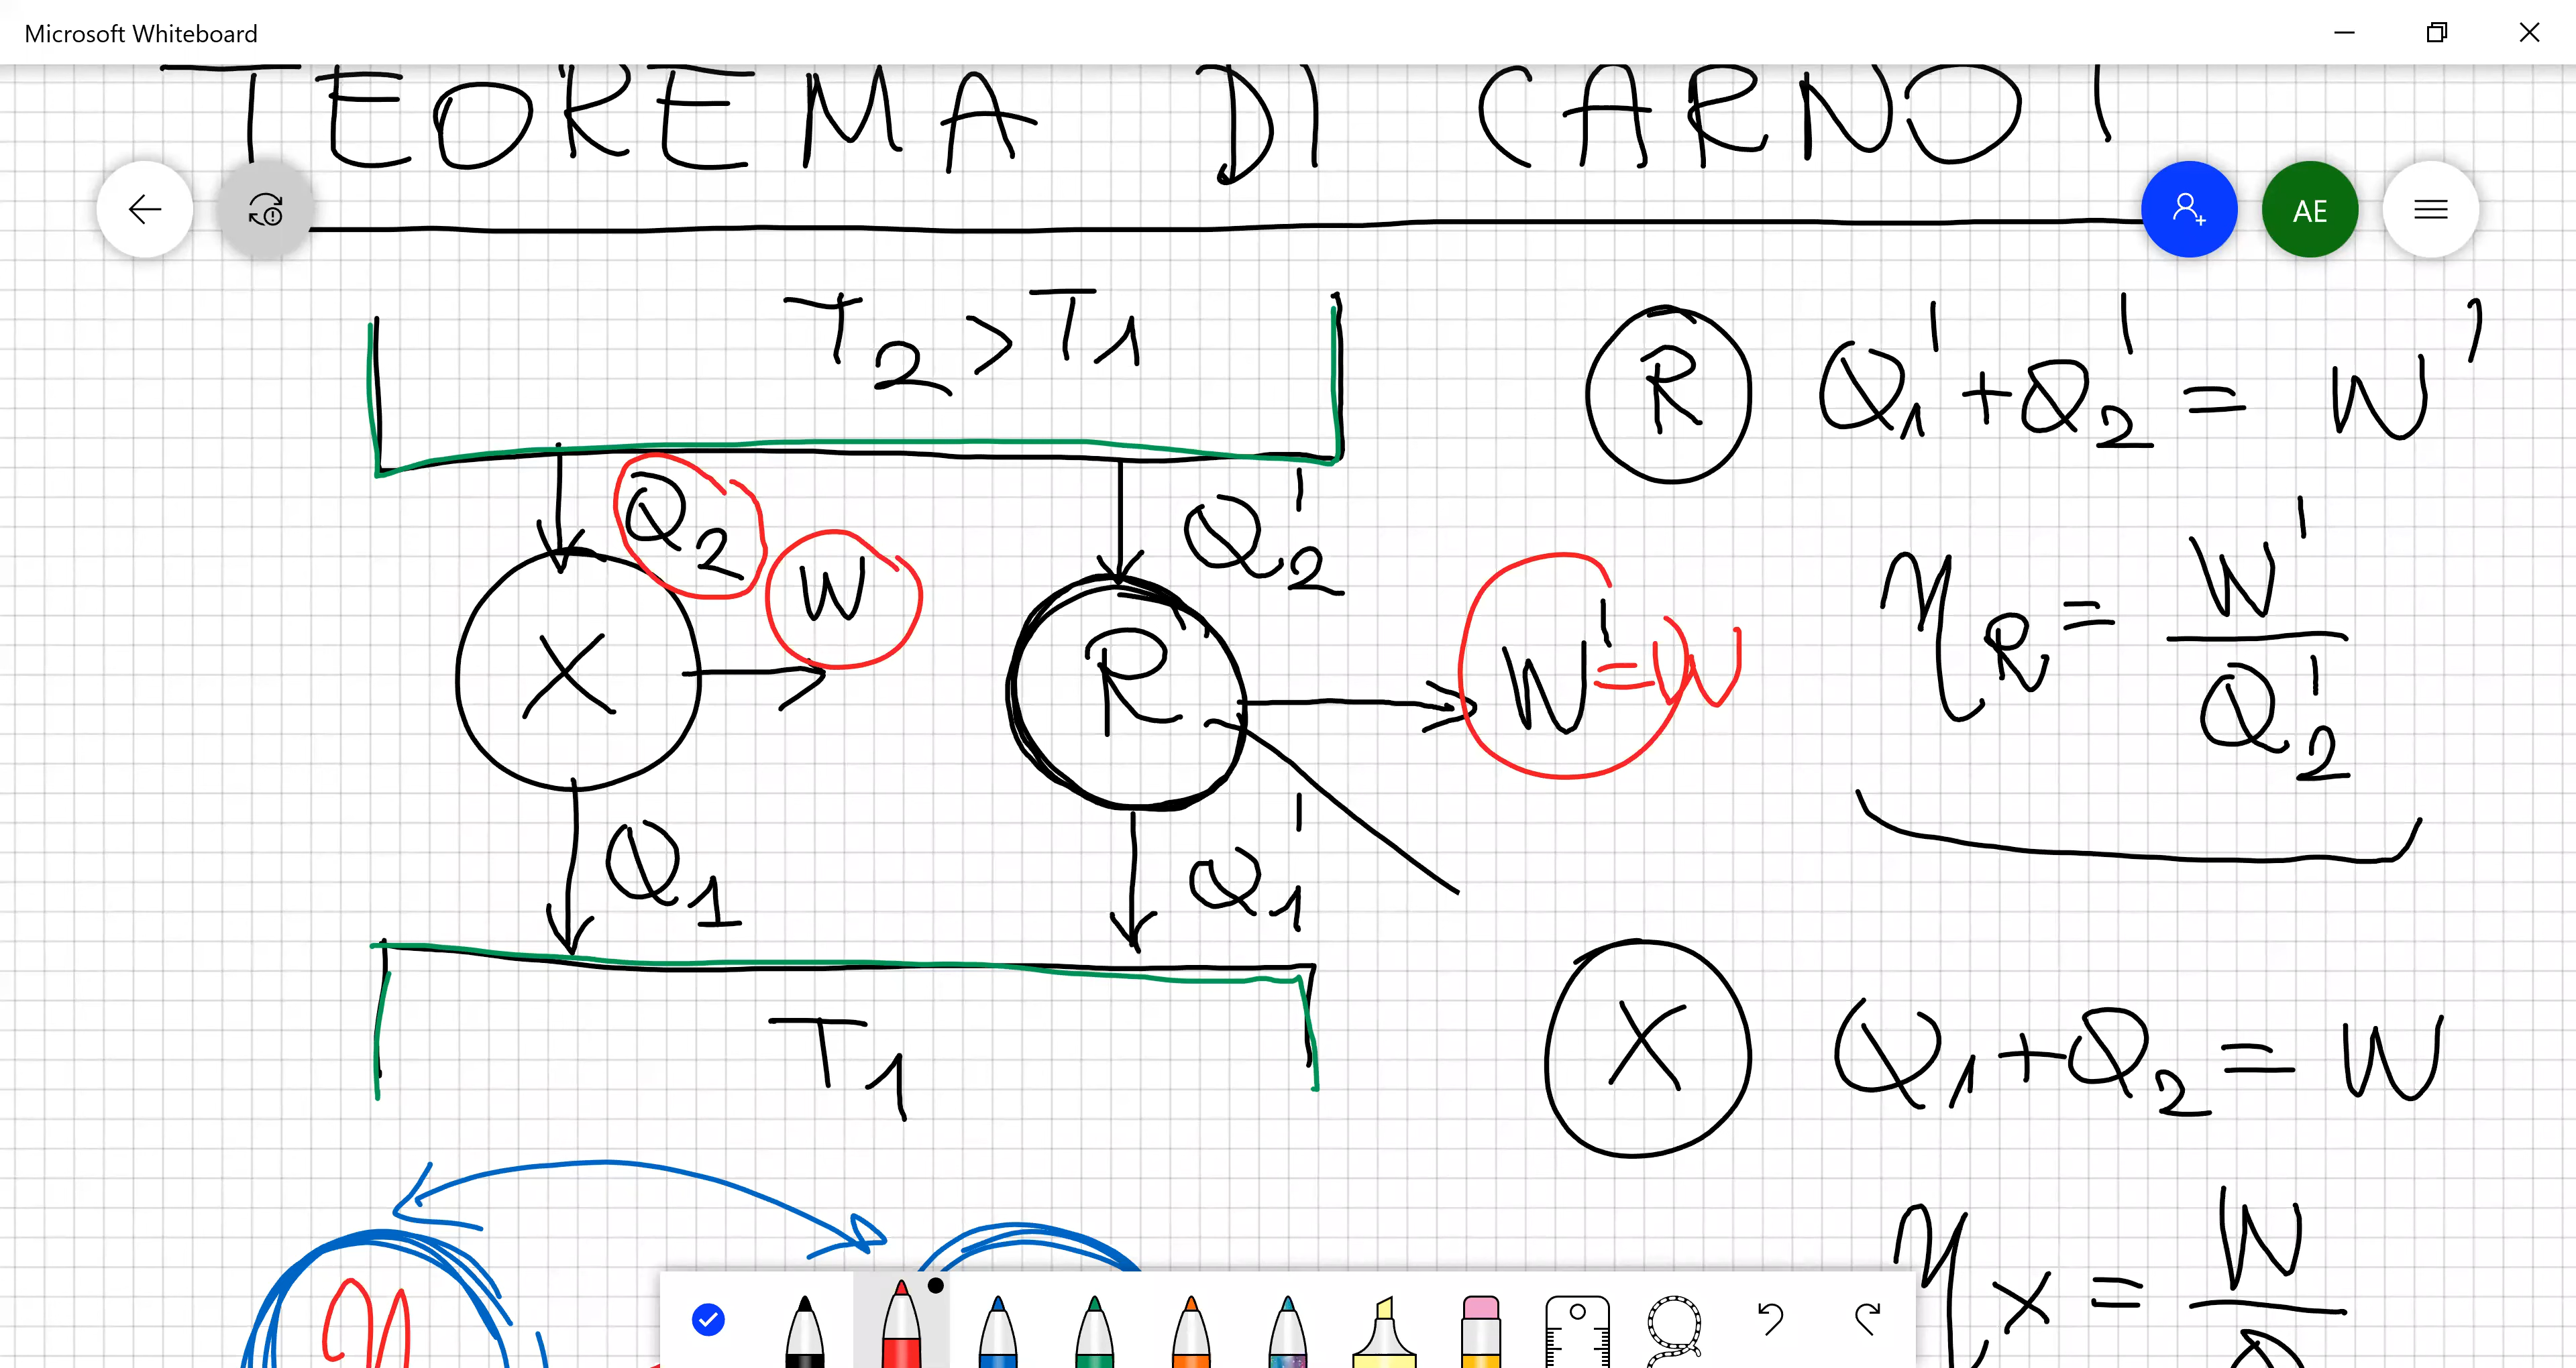 Microsoft Whiteboard
TEOREMA DI CARNOT
AE
T2 > T1
R Q1' + Q2' = W'
Q2 W Q2'
X R W' = W
ηR = W' / Q2'
Q1 Q1'
T1
X Q1 + Q2 = W
ηx = W